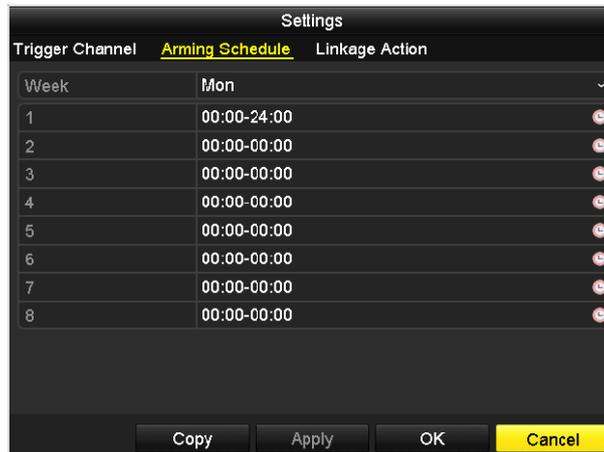 Settings
Trigger Channel Arming Schedule Linkage Action
Week Mon
1 00:00-24:00
2 00:00-00:00
3 00:00-00:00
4 00:00-00:00
5 00:00-00:00
6 00:00-00:00
7 00:00-00:00
8 00:00-00:00
Copy Apply OK Cancel